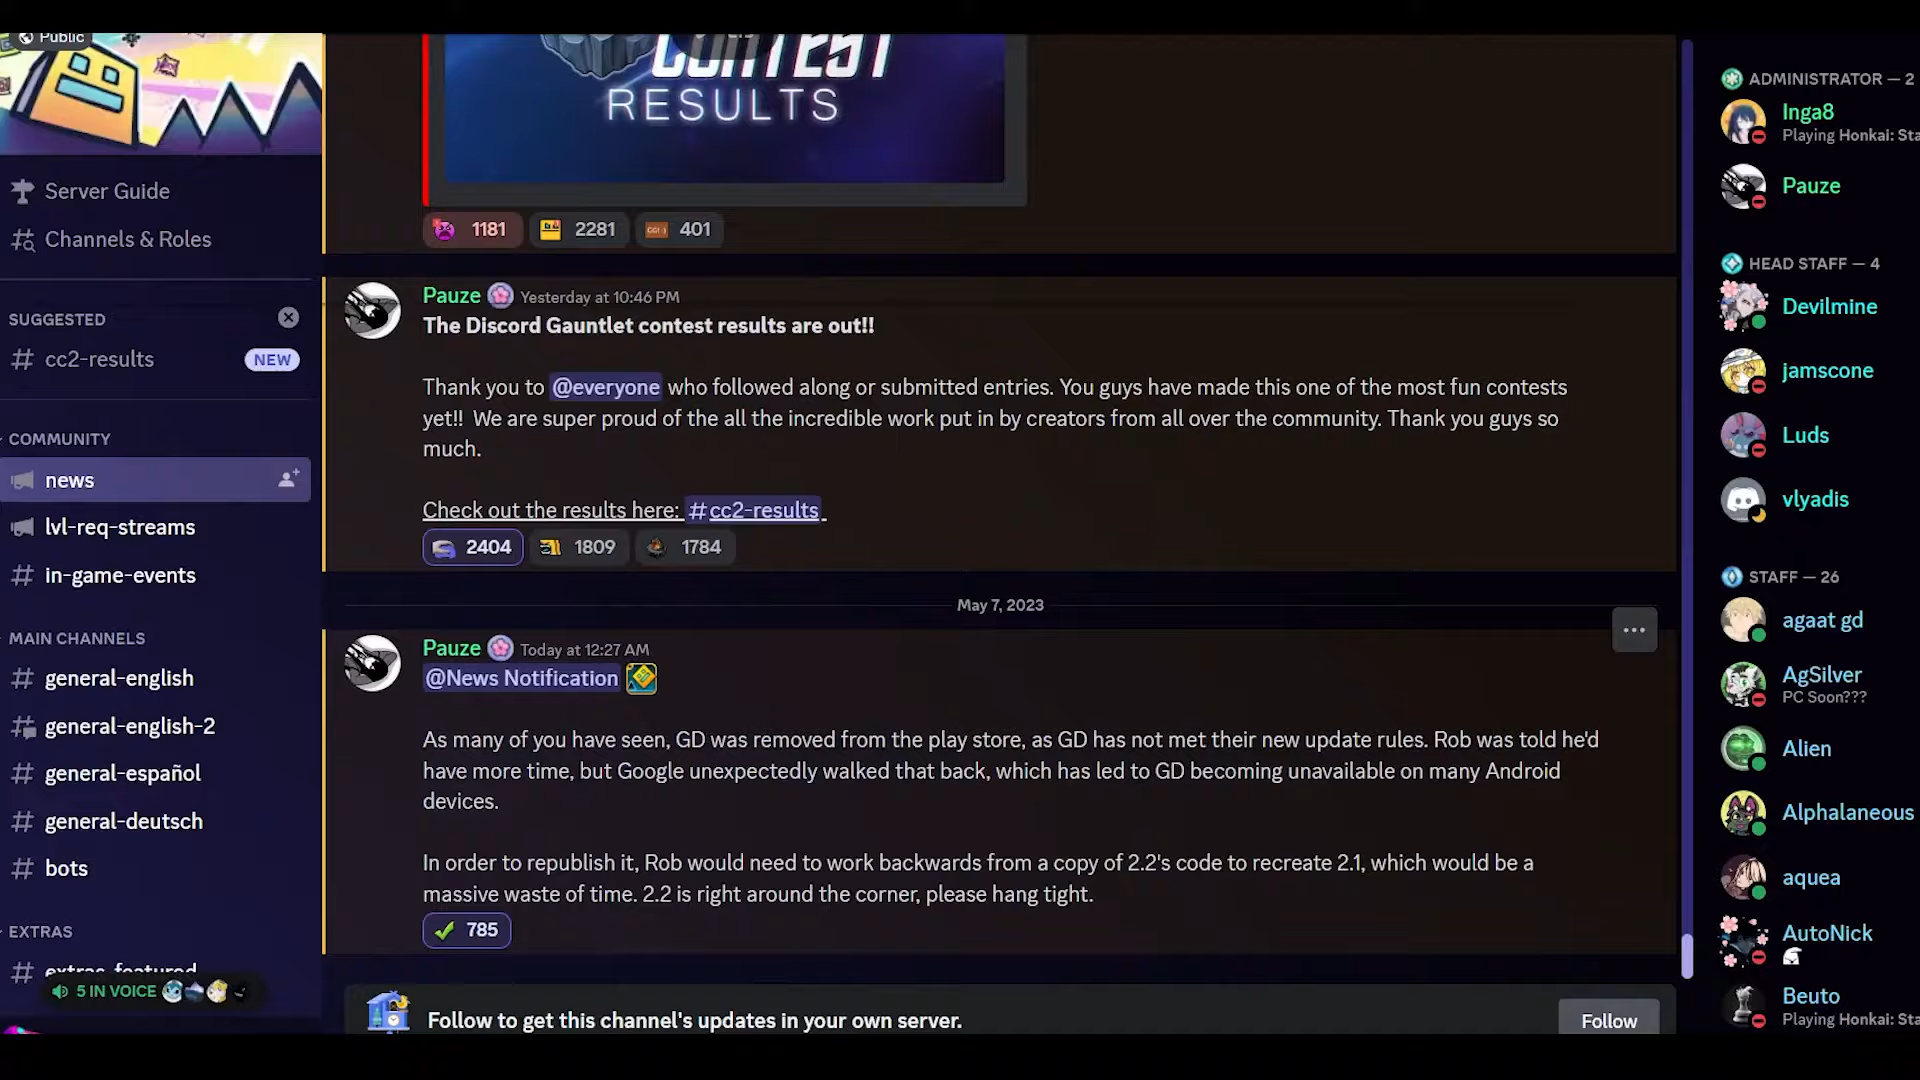 Public
Server Guide
Channels & Roles
SUGGESTED
cc2-results
NEW
COMMUNITY
news
lvl-req-streams
in-game-events
MAIN CHANNELS
general-english
general-english-2
general-español
general-deutsch
bots
EXTRAS
extras-featured
5 IN VOICE
CONTEST
RESULTS
1181
2281
401
Pauze Yesterday at 10:46 PM
The Discord Gauntlet contest results are out!!
Thank you to @everyone who followed along or submitted entries. You guys have made this one of the most fun contests
yet!! We are super proud of the all the incredible work put in by creators from all over the community. Thank you guys so
much.
Check out the results here: #cc2-results
2404
1809
1784
May 7, 2023
Pauze Today at 12:27 AM
@News Notification
As many of you have seen, GD was removed from the play store, as GD has not met their new update rules. Rob was told he'd
have more time, but Google unexpectedly walked that back, which has led to GD becoming unavailable on many Android
devices.
In order to republish it, Rob would need to work backwards from a copy of 2.2's code to recreate 2.1, which would be a
massive waste of time. 2.2 is right around the corner, please hang tight.
785
Follow to get this channel's updates in your own server.
Follow
ADMINISTRATOR — 2
Inga8
Playing Honkai: Sta
Pauze
HEAD STAFF — 4
Devilmine
jamscone
Luds
vlyadis
STAFF — 26
agaat gd
AgSilver
PC Soon???
Alien
Alphalaneous
aquea
AutoNick
Beuto
Playing Honkai: Sta